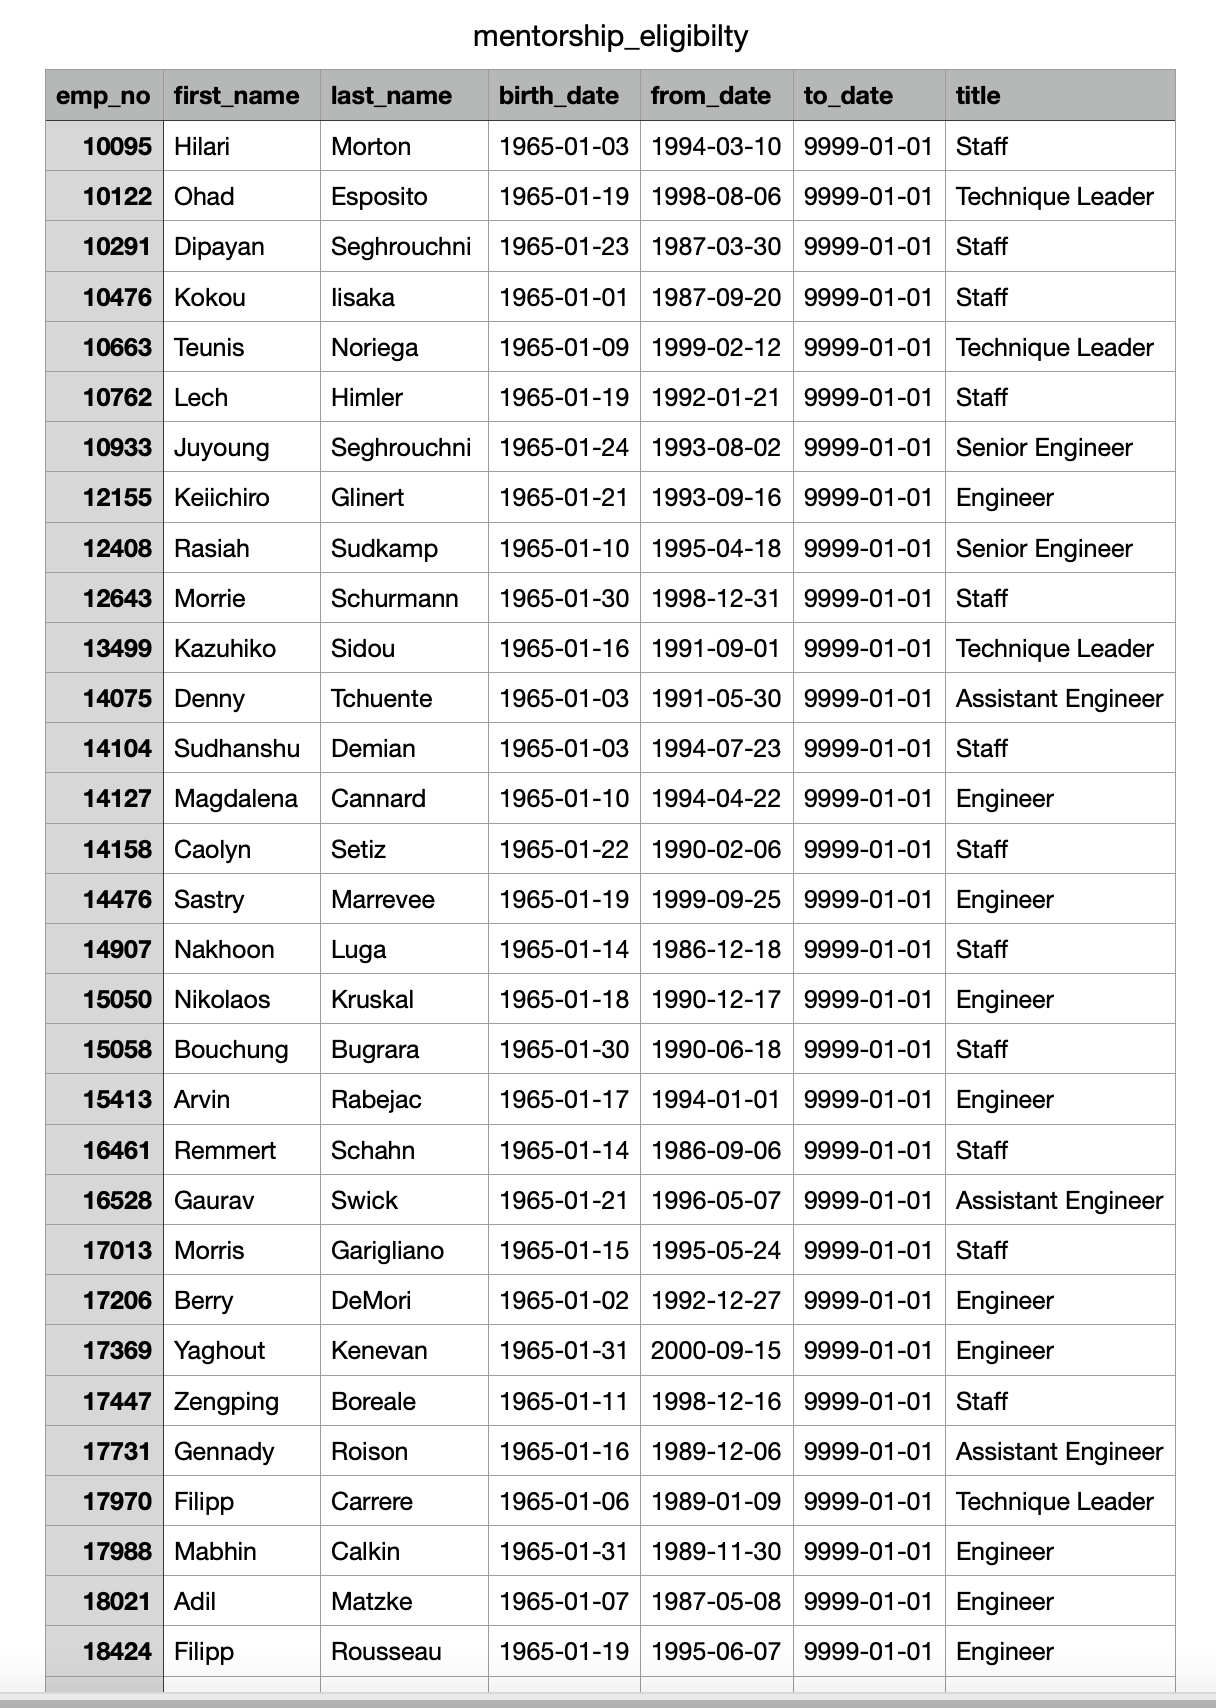 mentorship_eligibilty
emp_no first_name last_name birth_date from_date to_date title
10095 Hilari Morton 1965-01-03 1994-03-10 9999-01-01 Staff
10122 Ohad Esposito 1965-01-19 1998-08-06 9999-01-01 Technique Leader
10291 Dipayan Seghrouchni 1965-01-23 1987-03-30 9999-01-01 Staff
10476 Kokou Iisaka 1965-01-01 1987-09-20 9999-01-01 Staff
10663 Teunis Noriega 1965-01-09 1999-02-12 9999-01-01 Technique Leader
10762 Lech Himler 1965-01-19 1992-01-21 9999-01-01 Staff
10933 Juyoung Seghrouchni 1965-01-24 1993-08-02 9999-01-01 Senior Engineer
12155 Keiichiro Glinert 1965-01-21 1993-09-16 9999-01-01 Engineer
12408 Rasiah Sudkamp 1965-01-10 1995-04-18 9999-01-01 Senior Engineer
12643 Morrie Schurmann 1965-01-30 1998-12-31 9999-01-01 Staff
13499 Kazuhiko Sidou 1965-01-16 1991-09-01 9999-01-01 Technique Leader
14075 Denny Tchuente 1965-01-03 1991-05-30 9999-01-01 Assistant Engineer
14104 Sudhanshu Demian 1965-01-03 1994-07-23 9999-01-01 Staff
14127 Magdalena Cannard 1965-01-10 1994-04-22 9999-01-01 Engineer
14158 Caolyn Setiz 1965-01-22 1990-02-06 9999-01-01 Staff
14476 Sastry Marrevee 1965-01-19 1999-09-25 9999-01-01 Engineer
14907 Nakhoon Luga 1965-01-14 1986-12-18 9999-01-01 Staff
15050 Nikolaos Kruskal 1965-01-18 1990-12-17 9999-01-01 Engineer
15058 Bouchung Bugrara 1965-01-30 1990-06-18 9999-01-01 Staff
15413 Arvin Rabejac 1965-01-17 1994-01-01 9999-01-01 Engineer
16461 Remmert Schahn 1965-01-14 1986-09-06 9999-01-01 Staff
16528 Gaurav Swick 1965-01-21 1996-05-07 9999-01-01 Assistant Engineer
17013 Morris Garigliano 1965-01-15 1995-05-24 9999-01-01 Staff
17206 Berry DeMori 1965-01-02 1992-12-27 9999-01-01 Engineer
17369 Yaghout Kenevan 1965-01-31 2000-09-15 9999-01-01 Engineer
17447 Zengping Boreale 1965-01-11 1998-12-16 9999-01-01 Staff
17731 Gennady Roison 1965-01-16 1989-12-06 9999-01-01 Assistant Engineer
17970 Filipp Carrere 1965-01-06 1989-01-09 9999-01-01 Technique Leader
17988 Mabhin Calkin 1965-01-31 1989-11-30 9999-01-01 Engineer
18021 Adil Matzke 1965-01-07 1987-05-08 9999-01-01 Engineer
18424 Filipp Rousseau 1965-01-19 1995-06-07 9999-01-01 Engineer